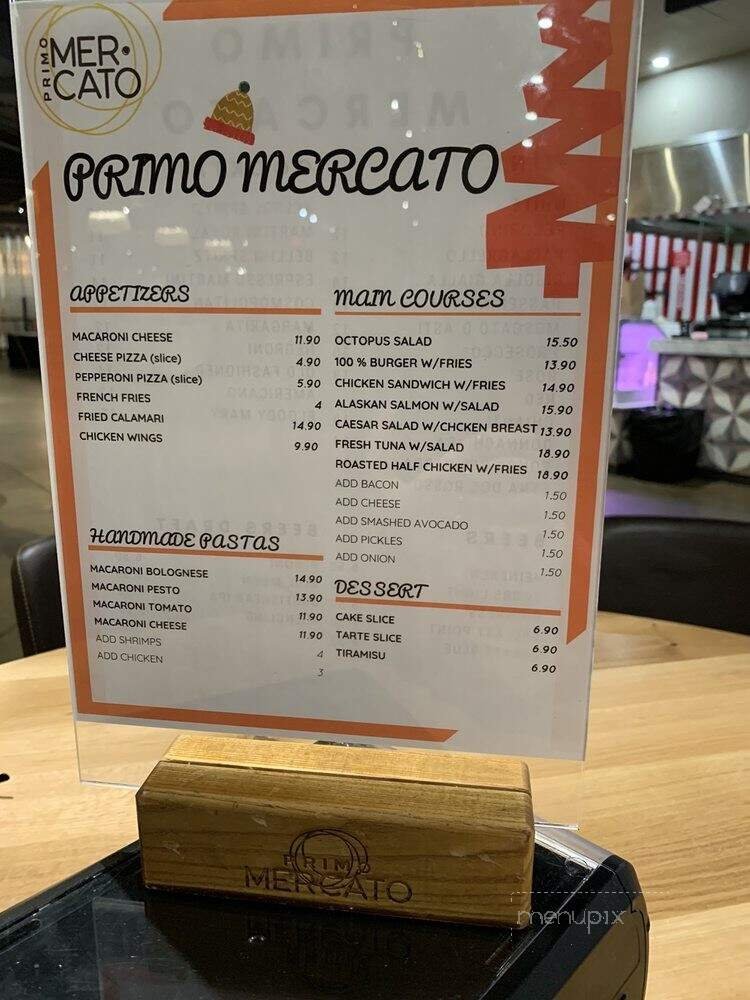 PRIMO
MER·
CATO
PRIMO MERCATO
APPETIZERS
MACARONI CHEESE 11.90
CHEESE PIZZA (slice) 4.90
PEPPERONI PIZZA (slice) 5.90
FRENCH FRIES 4
FRIED CALAMARI 14.90
CHICKEN WINGS 9.90
HANDMADE PASTAS
MACARONI BOLOGNESE 14.90
MACARONI PESTO 13.90
MACARONI TOMATO 11.90
MACARONI CHEESE 11.90
ADD SHRIMPS 4
ADD CHICKEN 3
MAIN COURSES
OCTOPUS SALAD 15.50
100 % BURGER W/FRIES 13.90
CHICKEN SANDWICH W/FRIES 14.90
ALASKAN SALMON W/SALAD 15.90
CAESAR SALAD W/CHCKEN BREAST 13.90
FRESH TUNA W/SALAD 18.90
ROASTED HALF CHICKEN W/FRIES 18.90
ADD BACON 1.50
ADD CHEESE 1.50
ADD SMASHED AVOCADO 1.50
ADD PICKLES 1.50
ADD ONION 1.50
DESSERT
CAKE SLICE 6.90
TARTE SLICE 6.90
TIRAMISU 6.90
PRIMO
MERCATO
menupix